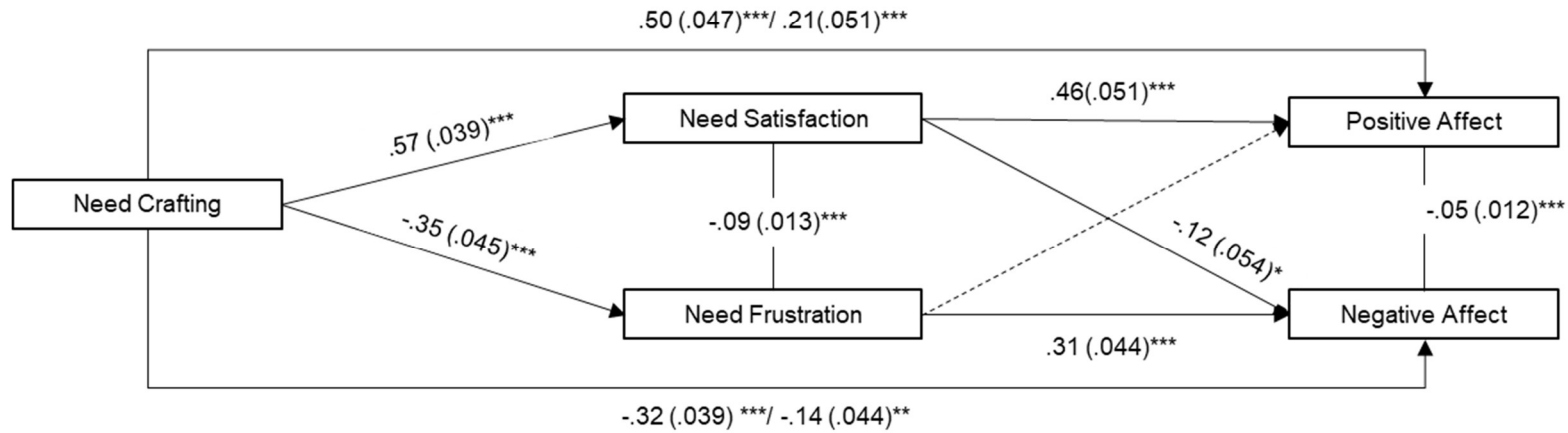 .50 (.047)***/ .21(.051)***
.46(.051)***
Need Satisfaction
Positive Affect
.57 (.039)***
Need Crafting
-.09 (.013)***
-.05 (.012)***
-.35 (.045)***
-.12 (.054)*
Need Frustration
Negative Affect
.31 (.044)***
-.32 (.039) ***/ -.14 (.044)**